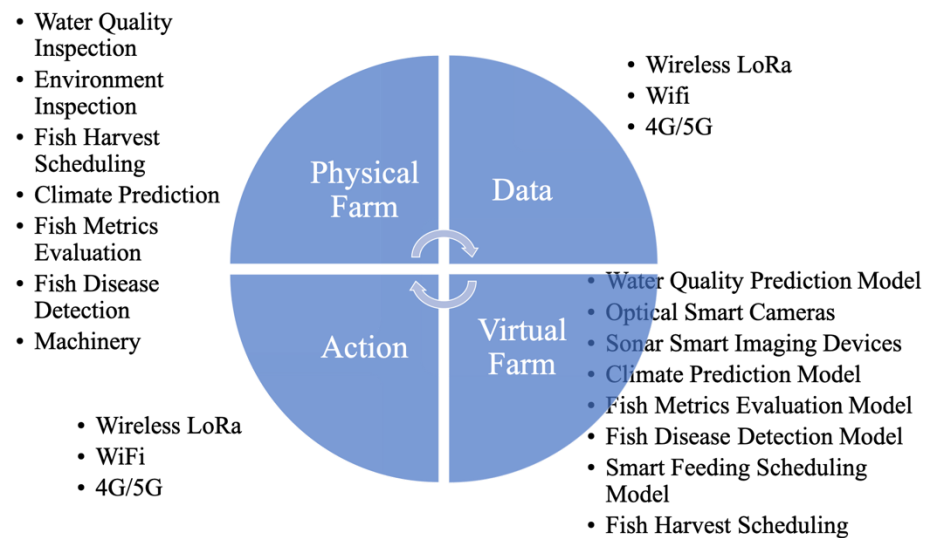 • Water Quality
Inspection
• Environment
Inspection
• Fish Harvest
Scheduling
• Climate Prediction
• Fish Metrics
Evaluation
• Fish Disease
Detection
• Machinery
Physical
Farm
Data
• Wireless LoRa
• Wifi
• 4G/5G
Action
• Wireless LoRa
• WiFi
• 4G/5G
Virtual
Farm
• Water Quality Prediction Model
• Optical Smart Cameras
• Sonar Smart Imaging Devices
• Climate Prediction Model
• Fish Metrics Evaluation Model
• Fish Disease Detection Model
• Smart Feeding Scheduling
Model
• Fish Harvest Scheduling